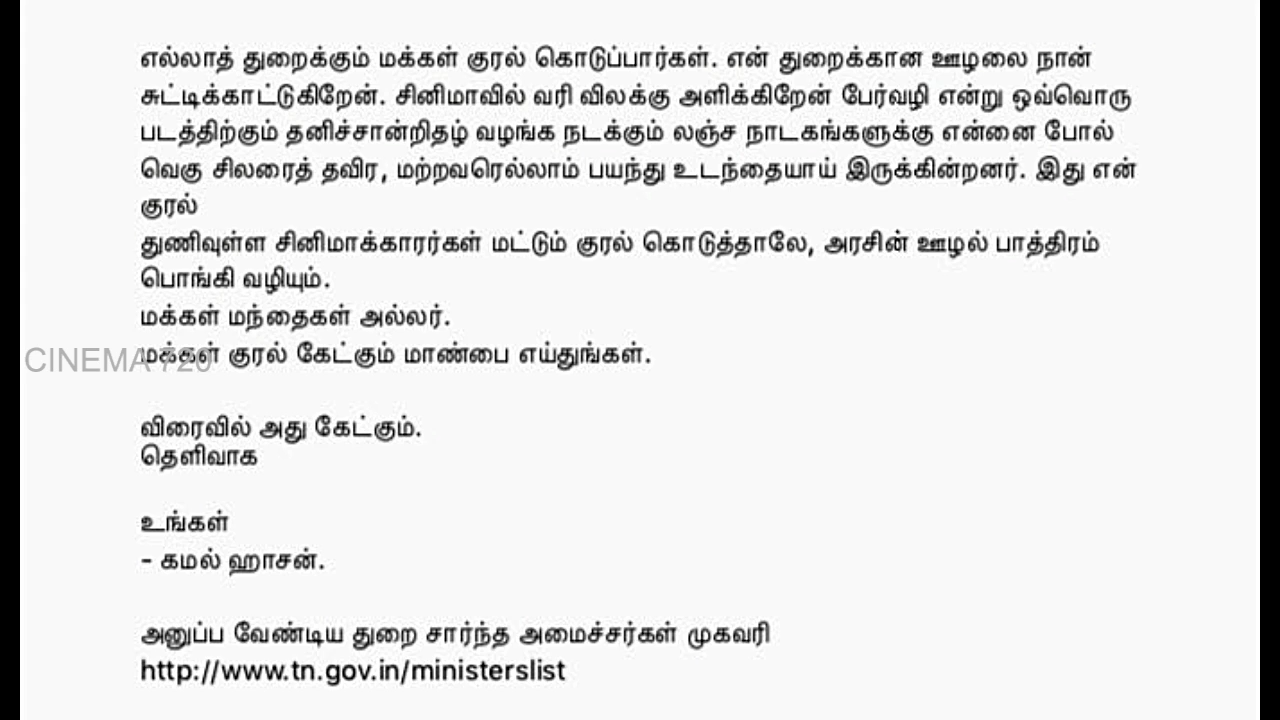 எல்லாத் துறைக்கும் மக்கள் குரல் கொடுப்பார்கள். என் துறைக்கான ஊழலை நான்
சுட்டிக்காட்டுகிறேன். சினிமாவில் வரி விலக்கு அளிக்கிறேன் பேர்வழி என்று ஒவ்வொரு
படத்திற்கும் தனிச்சான்றிதழ் வழங்க நடக்கும் லஞ்ச நாடகங்களுக்கு என்னை போல்
வெகு சிலரைத் தவிர, மற்றவரெல்லாம் பயந்து உடந்தையாய் இருக்கின்றனர். இது என்
குரல்
துணிவுள்ள சினிமாக்காரர்கள் மட்டும் குரல் கொடுத்தாலே, அரசின் ஊழல் பாத்திரம்
பொங்கி வழியும்.
மக்கள் மந்தைகள் அல்லர்.
மக்கள் குரல் கேட்கும் மாண்பை எய்துங்கள்.
CINEMA 720
விரைவில் அது கேட்கும்.
தெளிவாக
உங்கள்
- கமல் ஹாசன்.
அனுப்ப வேண்டிய துறை சார்ந்த அமைச்சர்கள் முகவரி
http://www.tn.gov.in/ministerslist